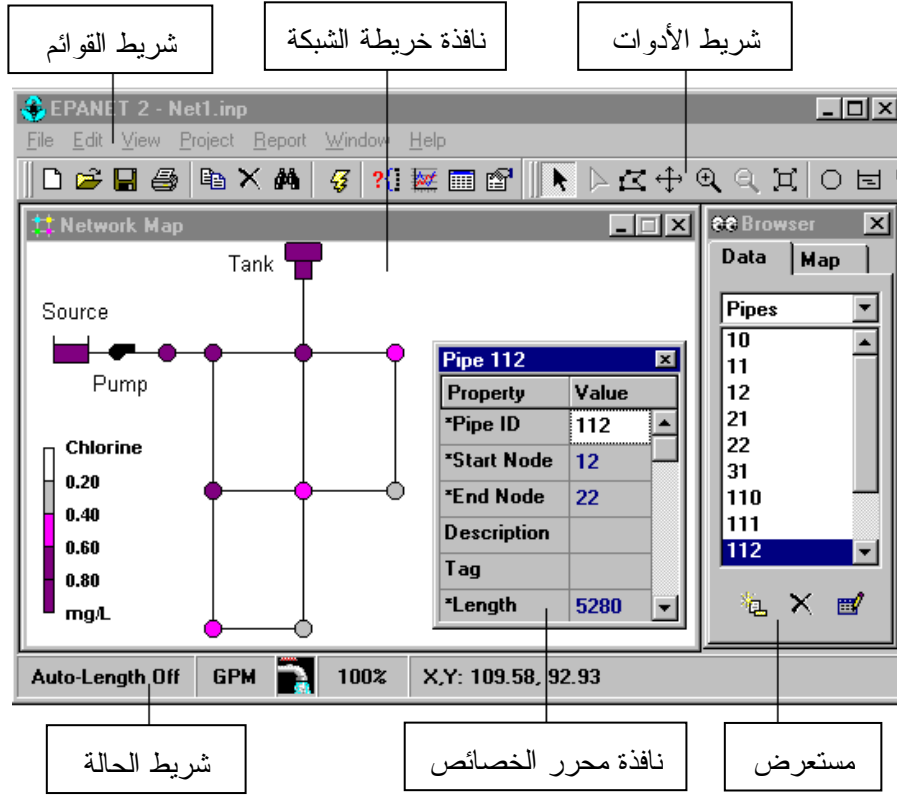 شريط القوائم
نافذة خريطة الشبكة
شريط الأدوات
EPANET 2 - Net1.inp
File Edit View Project Report Window Help
Network Map
Tank
Source
Pump
Chlorine
0.20
0.40
0.60
0.80
mg/L
Pipe 112
Property Value
*Pipe ID 112
*Start Node 12
*End Node 22
Description
Tag
*Length 5280
Browser
Data Map
Pipes
10
11
12
21
22
31
110
111
112
Auto-Length Off GPM 100% X,Y: 109.58, 92.93
شريط الحالة
نافذة محرر الخصائص
مستعرض